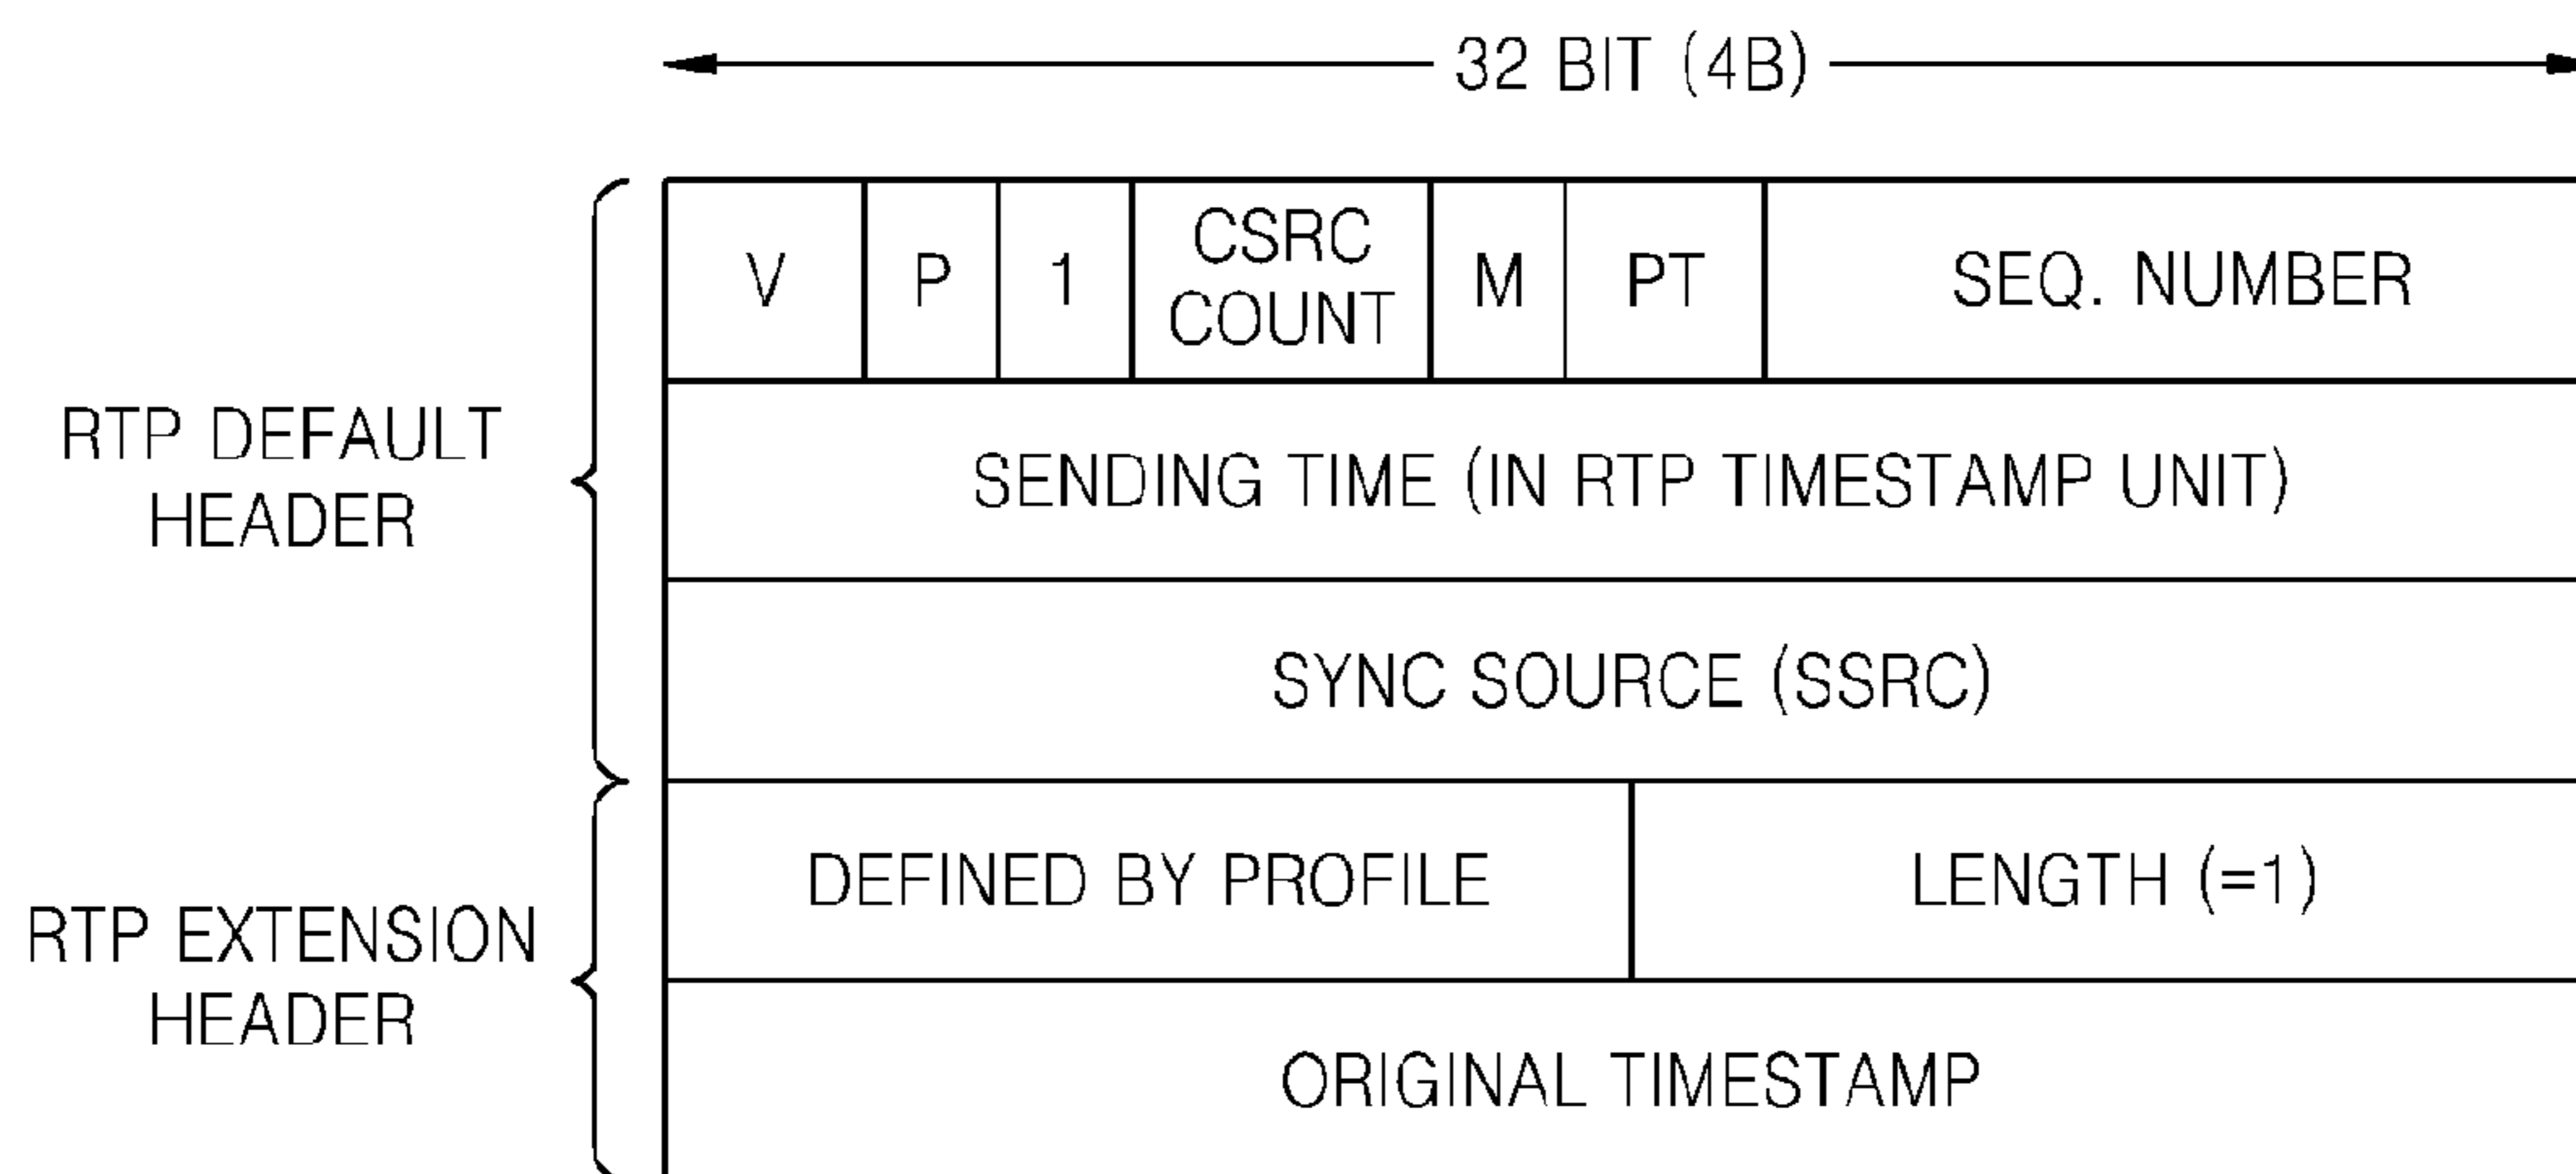 32 BIT (4B)
V P 1 CSRC COUNT M PT SEQ. NUMBER
RTP DEFAULT
HEADER
SENDING TIME (IN RTP TIMESTAMP UNIT)
SYNC SOURCE (SSRC)
DEFINED BY PROFILE LENGTH (=1)
RTP EXTENSION
HEADER
ORIGINAL TIMESTAMP